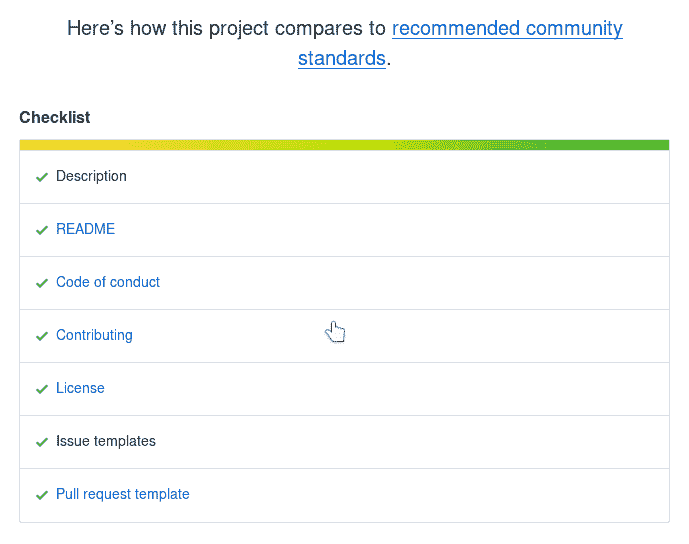 Here’s how this project compares to recommended community
standards.
Checklist
Description
README
Code of conduct
Contributing
License
Issue templates
Pull request template